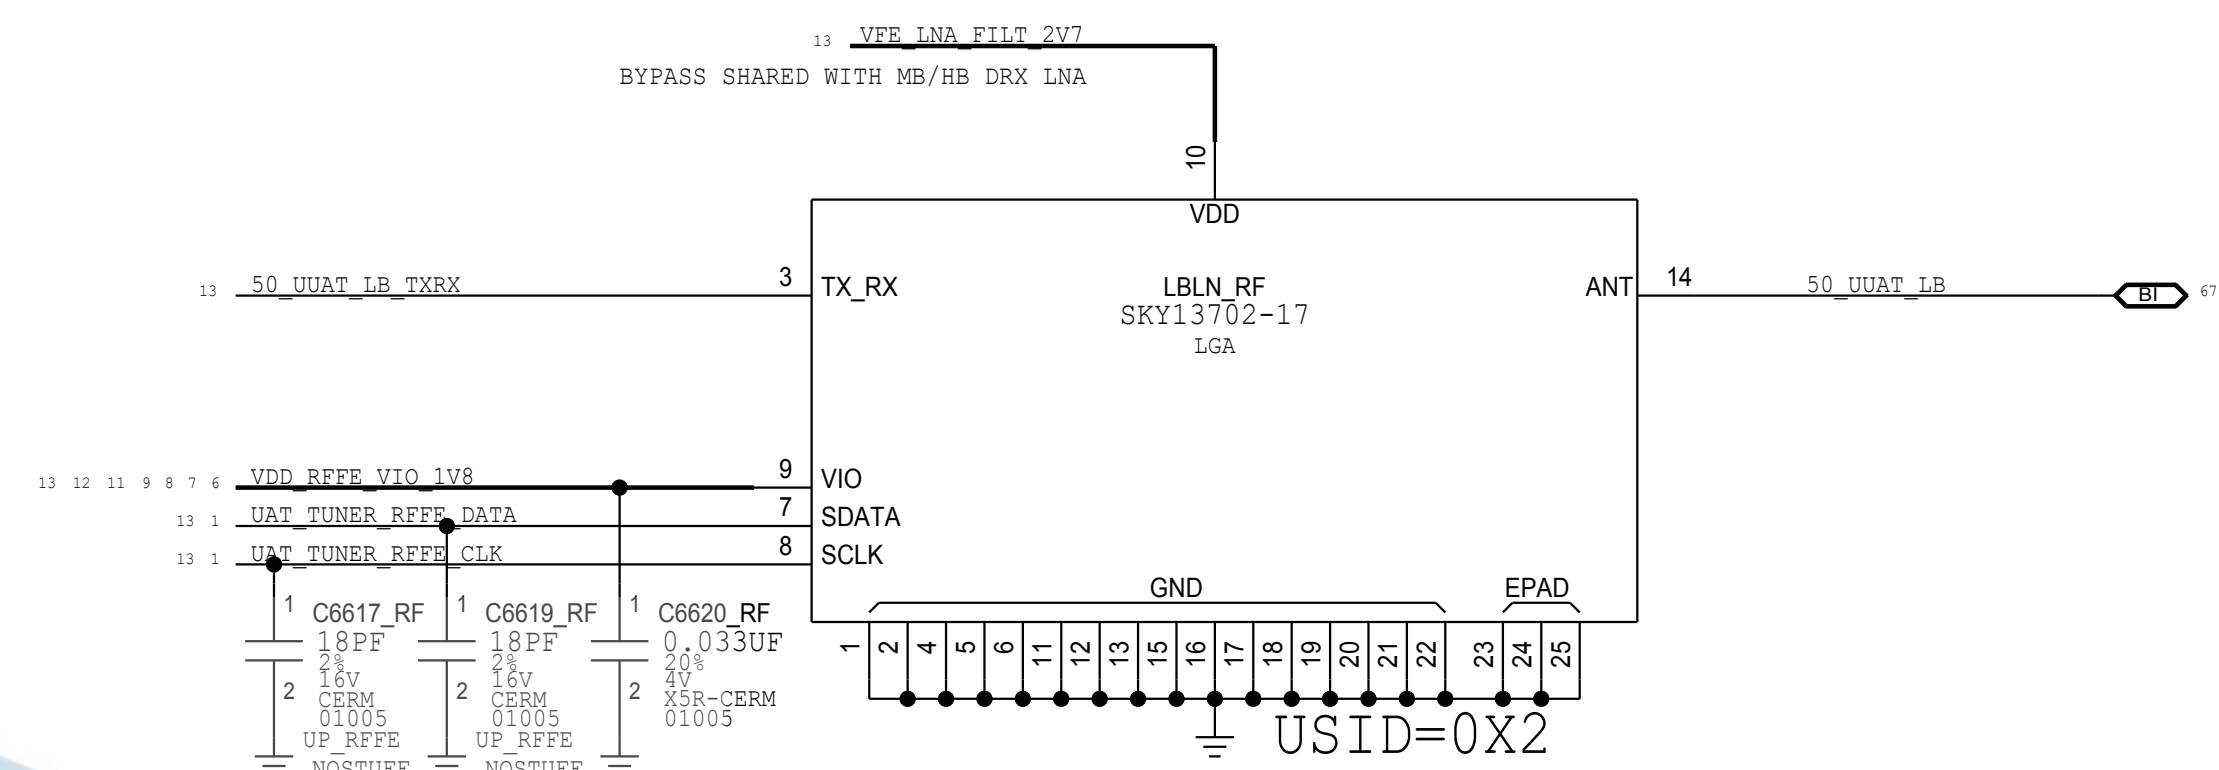 13 VFE_LNA_FILT_2V7
BYPASS SHARED WITH MB/HB DRX LNA
10
VDD
13 50_UUAT_LB_TXRX 3 TX_RX
LBLN_RF
SKY13702-17
LGA
ANT 14 50_UUAT_LB BI 67
13 12 11 9 8 7 6 VDD_RFFE_VIO_1V8 9 VIO
13 1 UAT_TUNER_RFFE_DATA 7 SDATA
13 1 UAT_TUNER_RFFE_CLK 8 SCLK
GND EPAD
1 2 4 5 6 11 12 13 15 16 17 18 19 20 21 22 23 24 25
USID=0X2
1 C6617_RF
18PF
2%
16V
2 CERM
01005
UP_RFFE
NOSTUFF
1 C6619_RF
18PF
2%
16V
2 CERM
01005
UP_RFFE
NOSTUFF
1 C6620_RF
0.033UF
20%
4V
2 X5R-CERM
01005